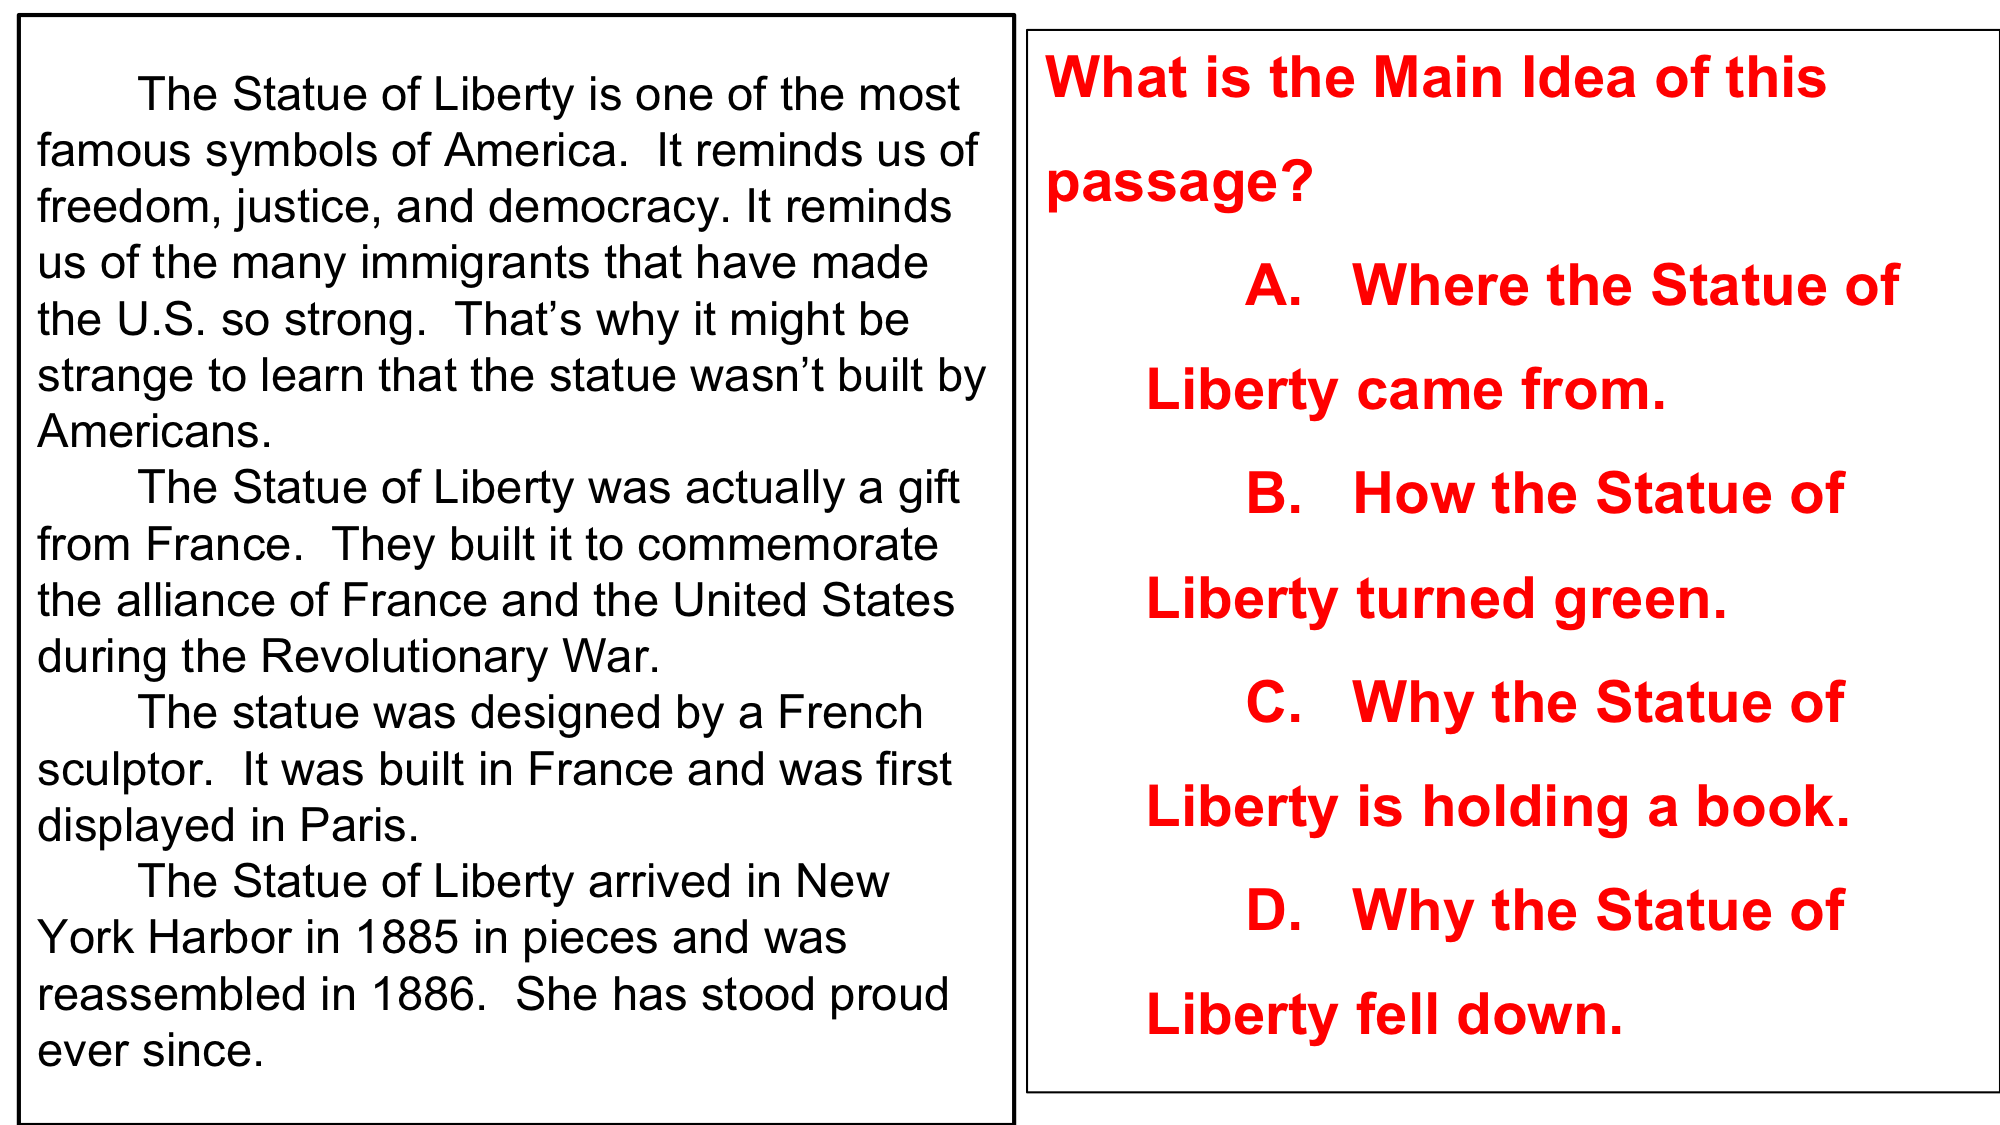 The Statue of Liberty is one of the most
famous symbols of America.  It reminds us of
freedom, justice, and democracy. It reminds
us of the many immigrants that have made
the U.S. so strong.  That’s why it might be
strange to learn that the statue wasn’t built by
Americans.
The Statue of Liberty was actually a gift
from France.  They built it to commemorate
the alliance of France and the United States
during the Revolutionary War.
The statue was designed by a French
sculptor.  It was built in France and was first
displayed in Paris.
The Statue of Liberty arrived in New
York Harbor in 1885 in pieces and was
reassembled in 1886.  She has stood proud
ever since.
What is the Main Idea of this
passage?
A. Where the Statue of
Liberty came from.
B. How the Statue of
Liberty turned green.
C. Why the Statue of
Liberty is holding a book.
D. Why the Statue of
Liberty fell down.